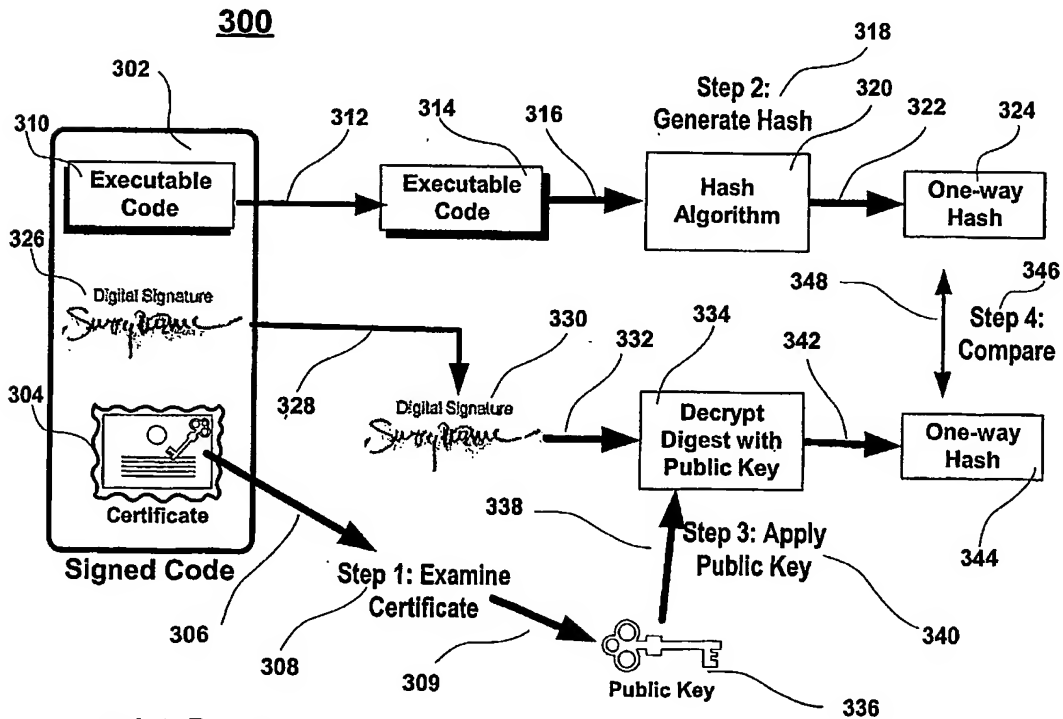 300
302
318
310
312
314
316
Step 2:
Generate Hash
320
322
324
Executable
Code
Executable
Code
Hash
Algorithm
One-way
Hash
326
Digital Signature
348
346
Step 4:
Compare
328
330
332
334
342
304
Digital Signature
Decrypt
Digest with
Public Key
One-way
Hash
Certificate
338
Step 3: Apply
Public Key
344
Signed Code
Step 1: Examine
Certificate
306
308
309
340
Public Key
336